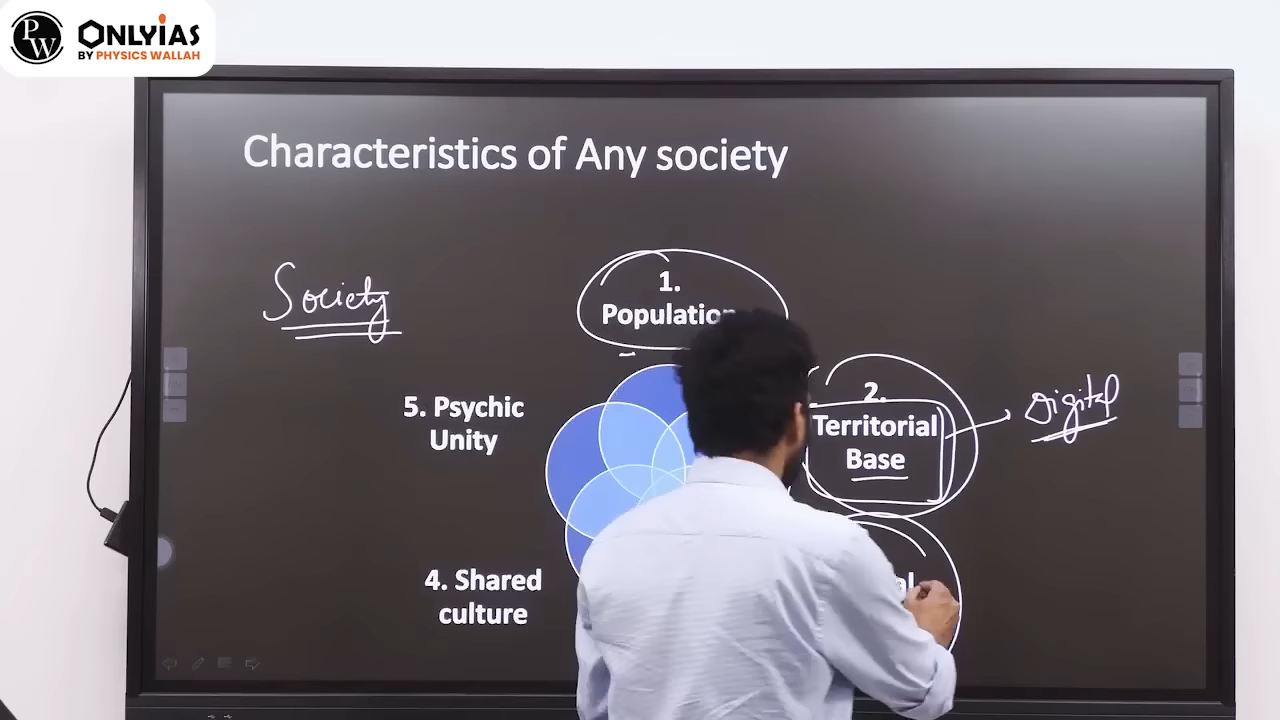 PW
ONLYIAS
BY PHYSICS WALLAH
Characteristics of Any society
Society
1.
Population
2.
Territorial
Base
Digital
5. Psychic
Unity
4. Shared
culture